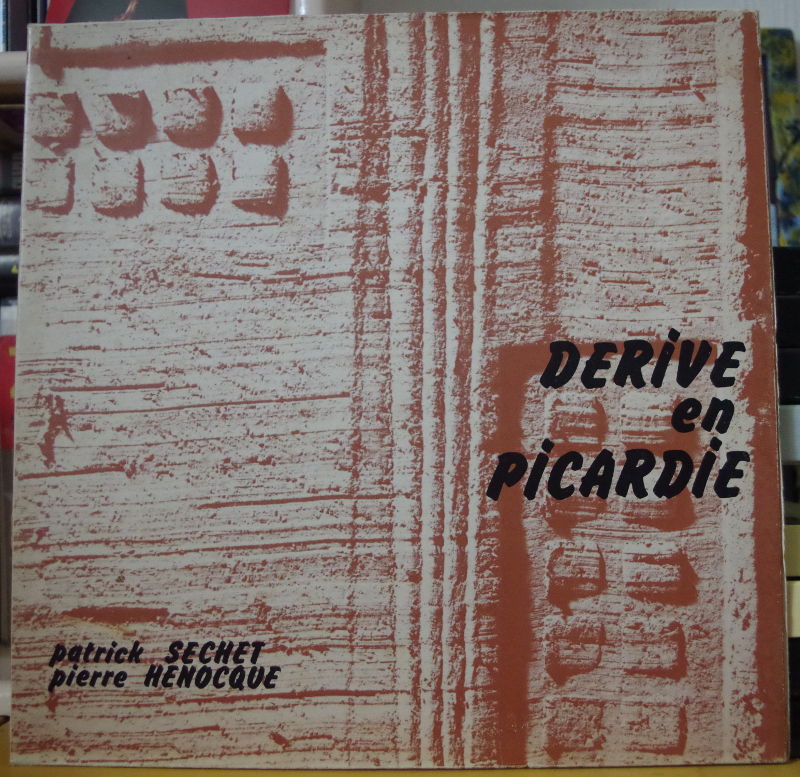 DERiVE
en
PiCARDiE
patrick SECHET
pierre HENOCQUE